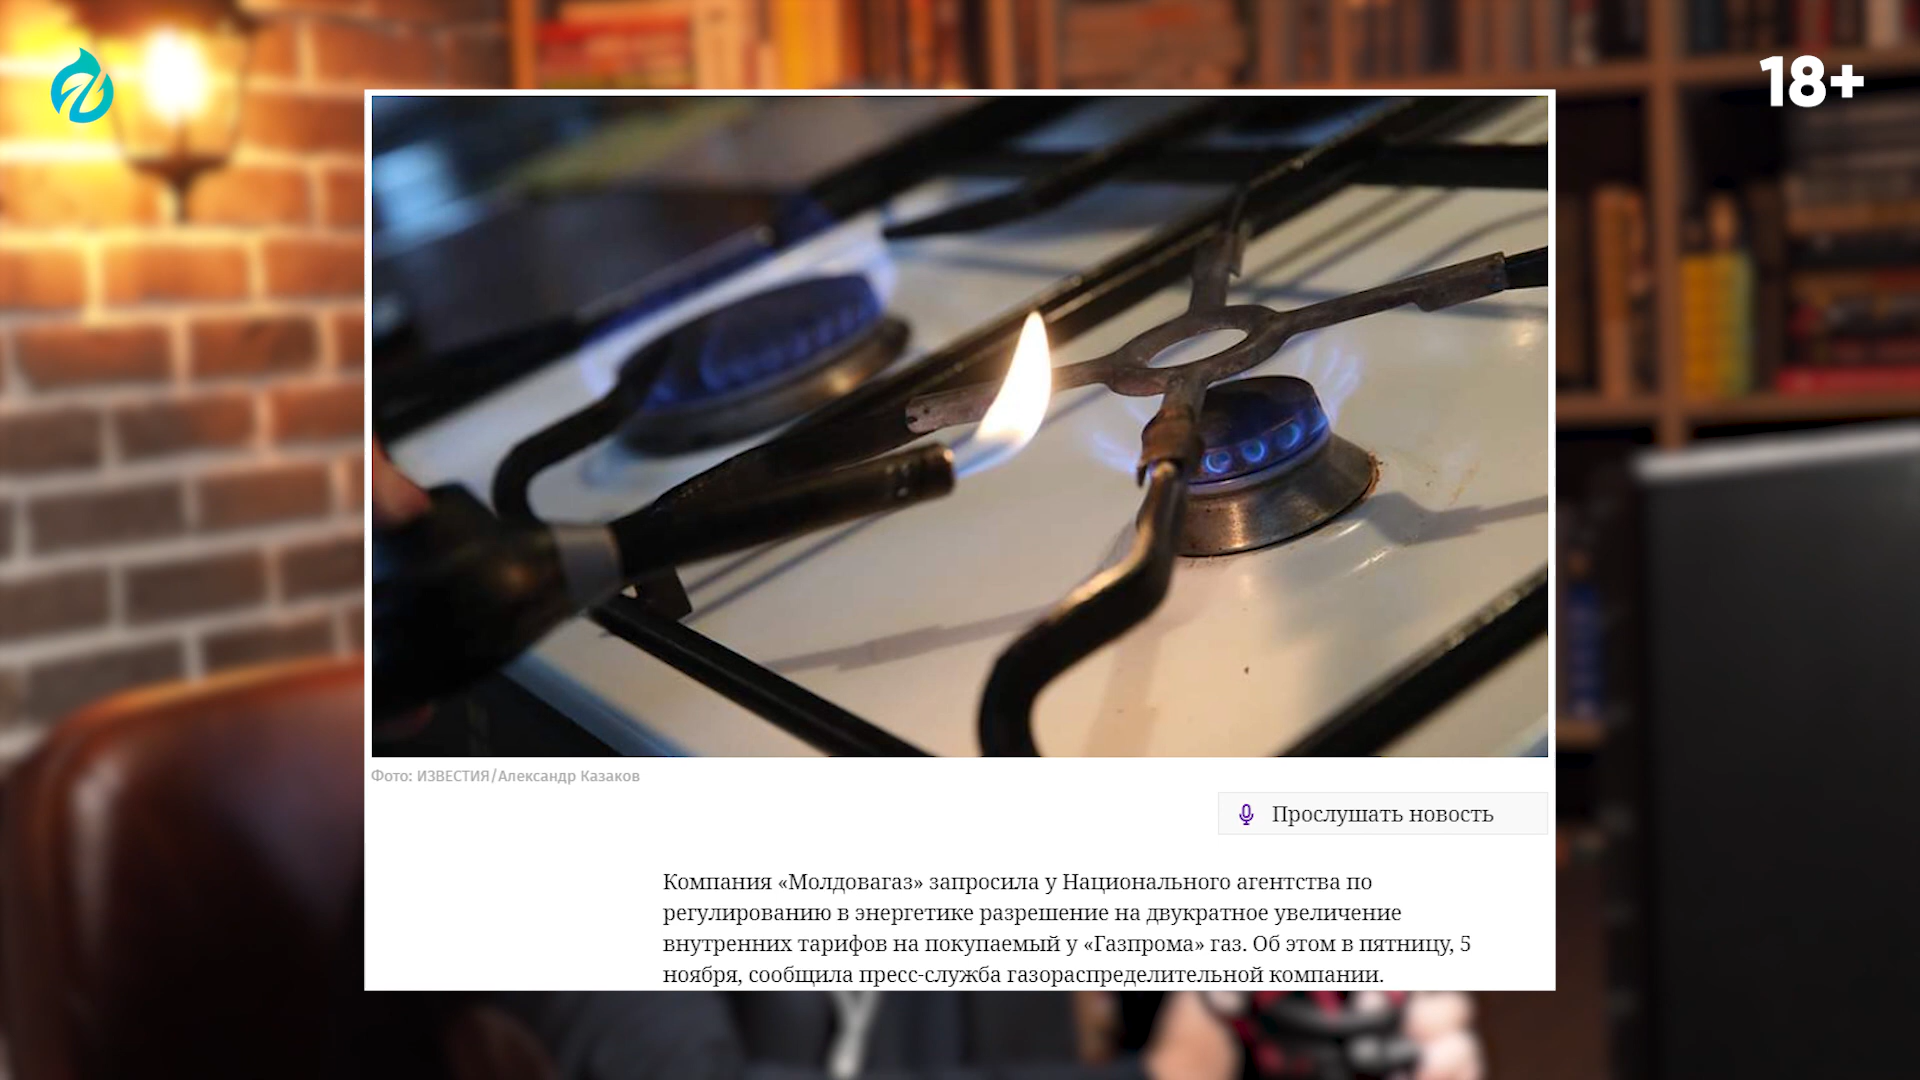 18+
Фото: ИЗВЕСТИЯ/Александр Казаков
Прослушать новость
Компания «Молдовагаз» запросила у Национального агентства по
регулированию в энергетике разрешение на двукратное увеличение
внутренних тарифов на покупаемый у «Газпрома» газ. Об этом в пятницу, 5
ноября, сообщила пресс-служба газораспределительной компании.